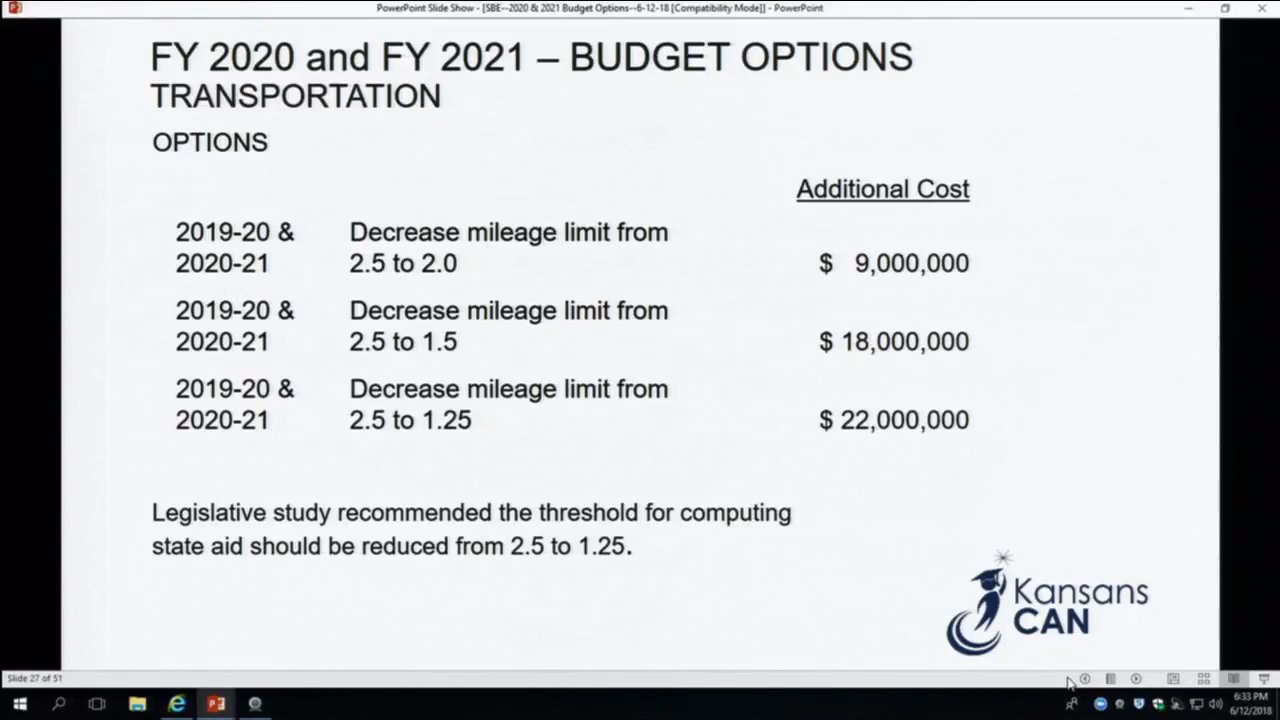 PowerPoint Slide Show - [SBE--2020 & 2021 Budget Options--6-12-18 [Compatibility Mode]] - PowerPoint
FY 2020 and FY 2021 – BUDGET OPTIONS
TRANSPORTATION
OPTIONS
Additional Cost
2019-20 & Decrease mileage limit from
2020-21 2.5 to 2.0 $ 9,000,000
2019-20 & Decrease mileage limit from
2020-21 2.5 to 1.5 $ 18,000,000
2019-20 & Decrease mileage limit from
2020-21 2.5 to 1.25 $ 22,000,000
Legislative study recommended the threshold for computing
state aid should be reduced from 2.5 to 1.25.
Kansans
CAN
Slide 27 of 51
6:33 PM
6/12/2018